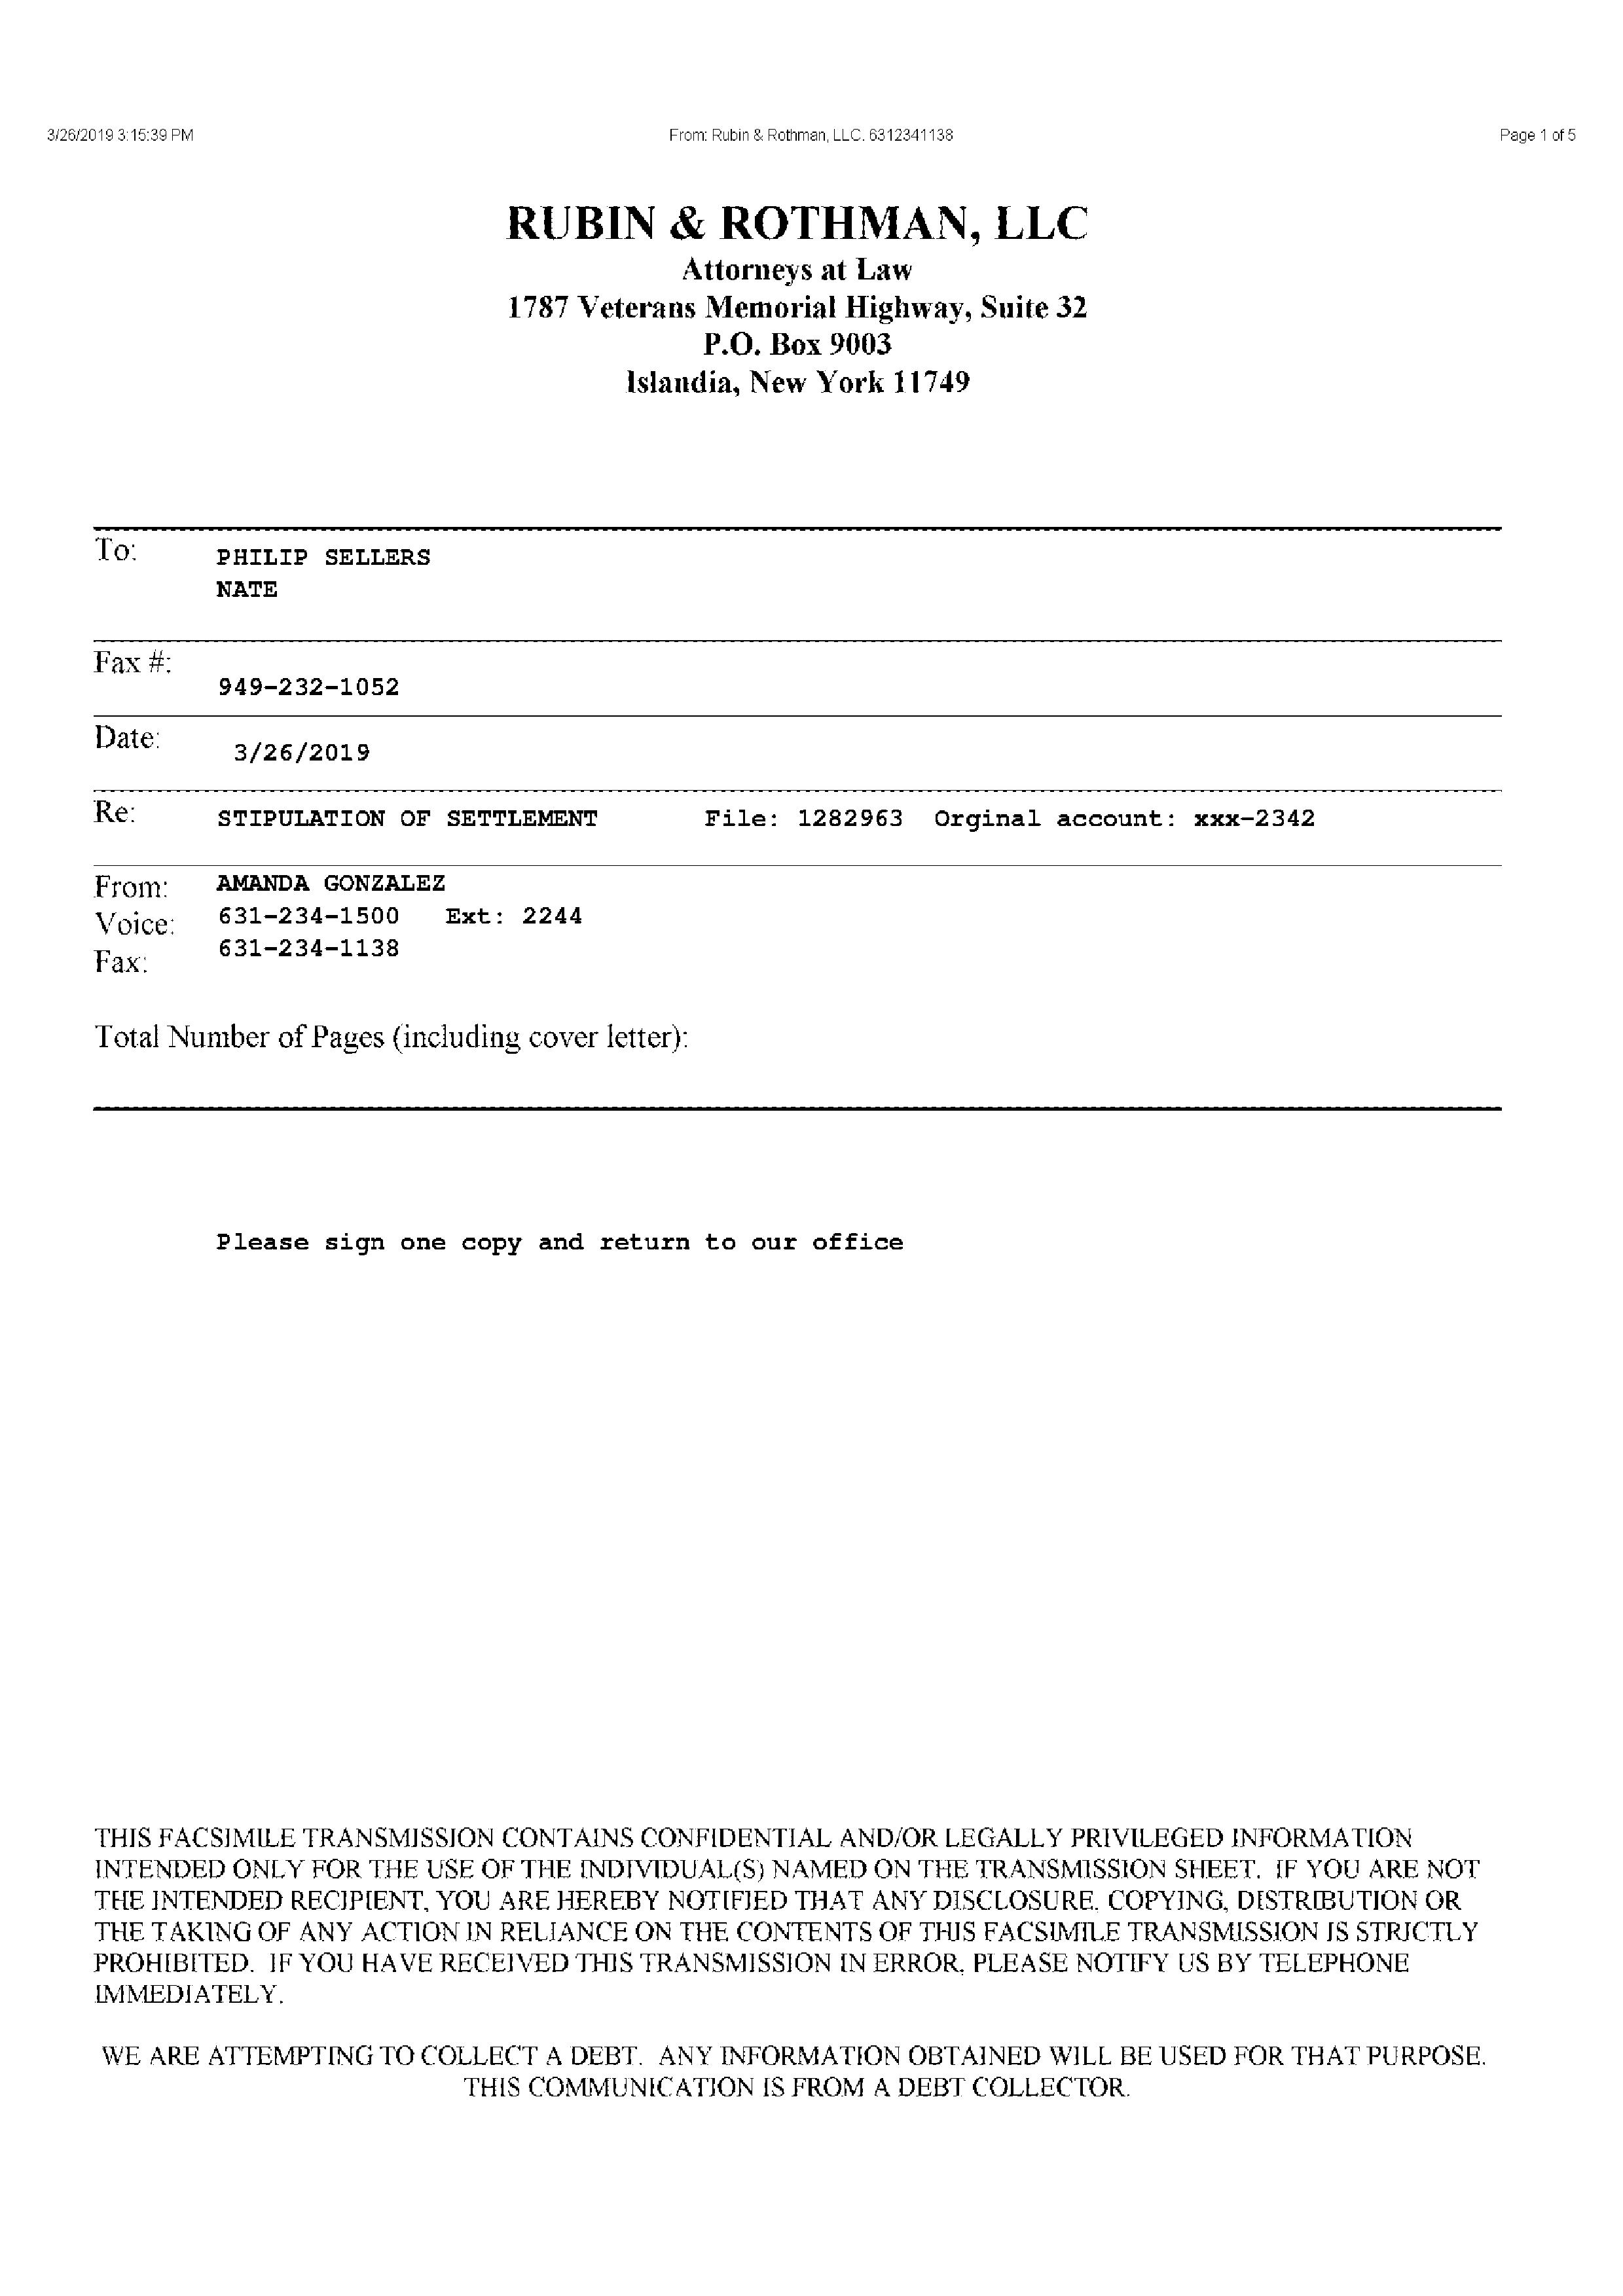 3/26/2019 3:15:39 PM From: Rubin & Rothman, LLC. 6312341138 Page 1 of 5
RUBIN & ROTHMAN, LLC
Attorneys at Law
1787 Veterans Memorial Highway, Suite 32
P.O. Box 9003
Islandia, New York 11749
To: PHILIP SELLERS
NATE
Fax #:
949-232-1052
Date: 3/26/2019
Re: STIPULATION OF SETTLEMENT File: 1282963 Orginal account: xxx-2342
From: AMANDA GONZALEZ
Voice: 631-234-1500 Ext: 2244
Fax: 631-234-1138
Total Number of Pages (including cover letter):
Please sign one copy and return to our office
THIS FACSIMILE TRANSMISSION CONTAINS CONFIDENTIAL AND/OR LEGALLY PRIVILEGED INFORMATION
INTENDED ONLY FOR THE USE OF THE INDIVIDUAL(S) NAMED ON THE TRANSMISSION SHEET. IF YOU ARE NOT
THE INTENDED RECIPIENT, YOU ARE HEREBY NOTIFIED THAT ANY DISCLOSURE, COPYING, DISTRIBUTION OR
THE TAKING OF ANY ACTION IN RELIANCE ON THE CONTENTS OF THIS FACSIMILE TRANSMISSION IS STRICTLY
PROHIBITED. IF YOU HAVE RECEIVED THIS TRANSMISSION IN ERROR, PLEASE NOTIFY US BY TELEPHONE
IMMEDIATELY.
WE ARE ATTEMPTING TO COLLECT A DEBT. ANY INFORMATION OBTAINED WILL BE USED FOR THAT PURPOSE.
THIS COMMUNICATION IS FROM A DEBT COLLECTOR.